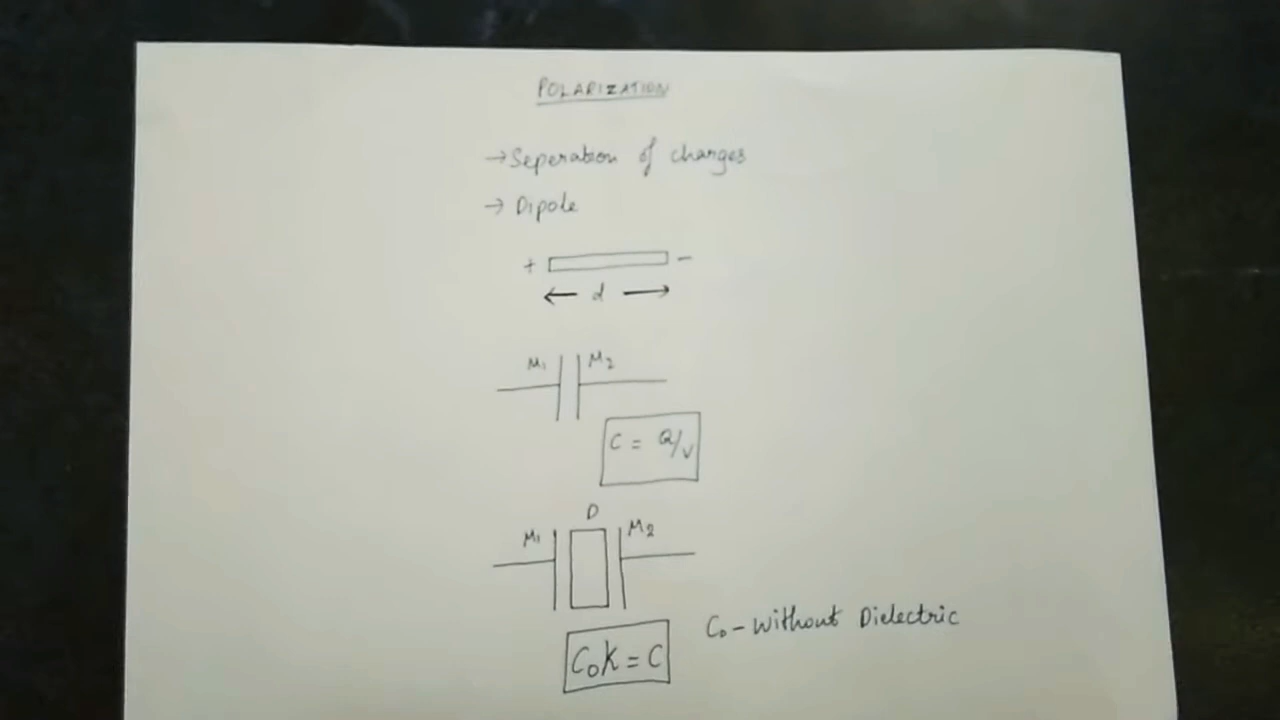 POLARIZATION
→ Seperation of charges
→ Dipole
+ -
← d →
M₁ M₂
C = Q/V
D
M₁ M₂
C₀ - Without Dielectric
C₀K = C